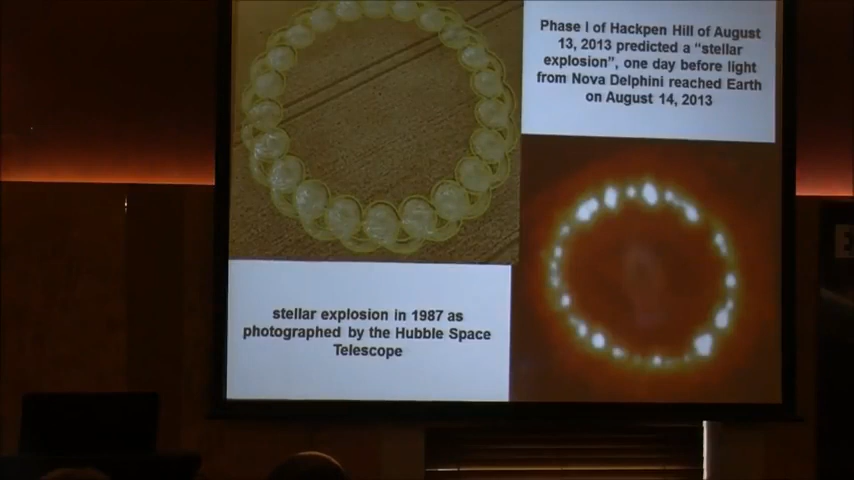 Phase I of Hackpen Hill of August
13, 2013 predicted a “stellar
explosion”, one day before light
from Nova Delphini reached Earth
on August 14, 2013
stellar explosion in 1987 as
photographed by the Hubble Space
Telescope
E